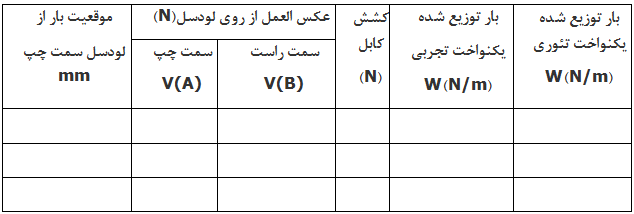 موقعیت بار از
لودسل سمت چپ
mm
عکس العمل از روی لودسل(N)
سمت چپ
V(A)
سمت راست
V(B)
کشش
کابل
(N)
بار توزیع شده
یکنواخت تجربی
W(N/m)
بار توزیع شده
یکنواخت تئوری
W(N/m)